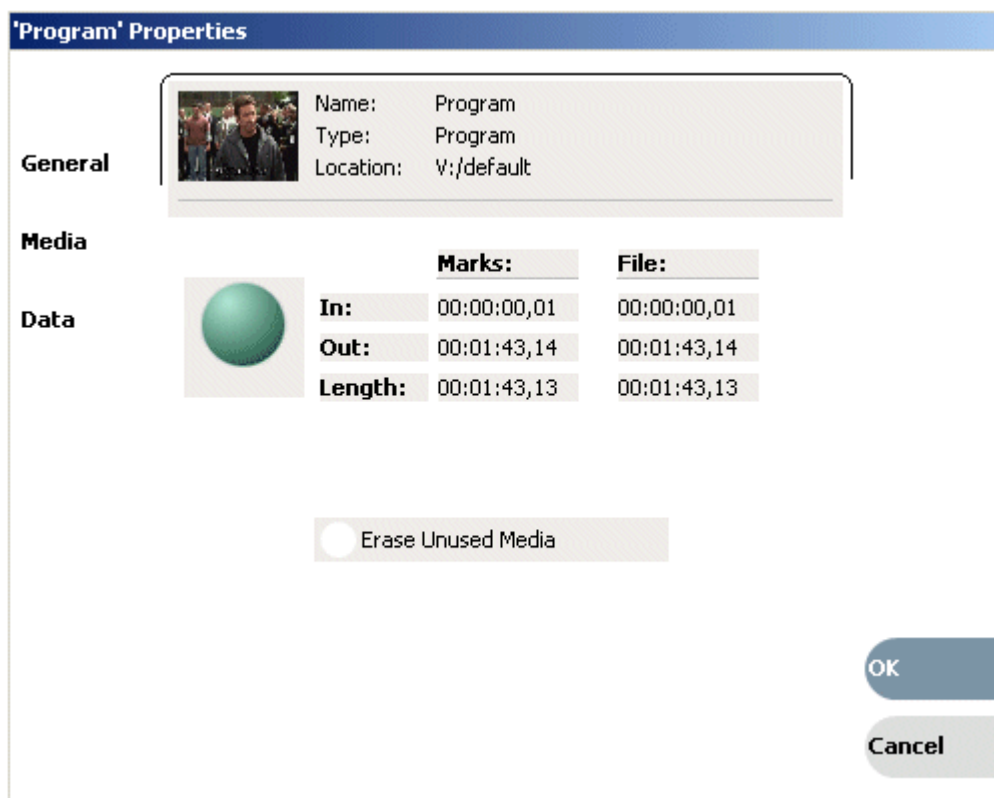 'Program' Properties
General
Media
Data
Name: Program
Type: Program
Location: V:/default
Marks: File:
In: 00:00:00,01 00:00:00,01
Out: 00:01:43,14 00:01:43,14
Length: 00:01:43,13 00:01:43,13
Erase Unused Media
OK
Cancel